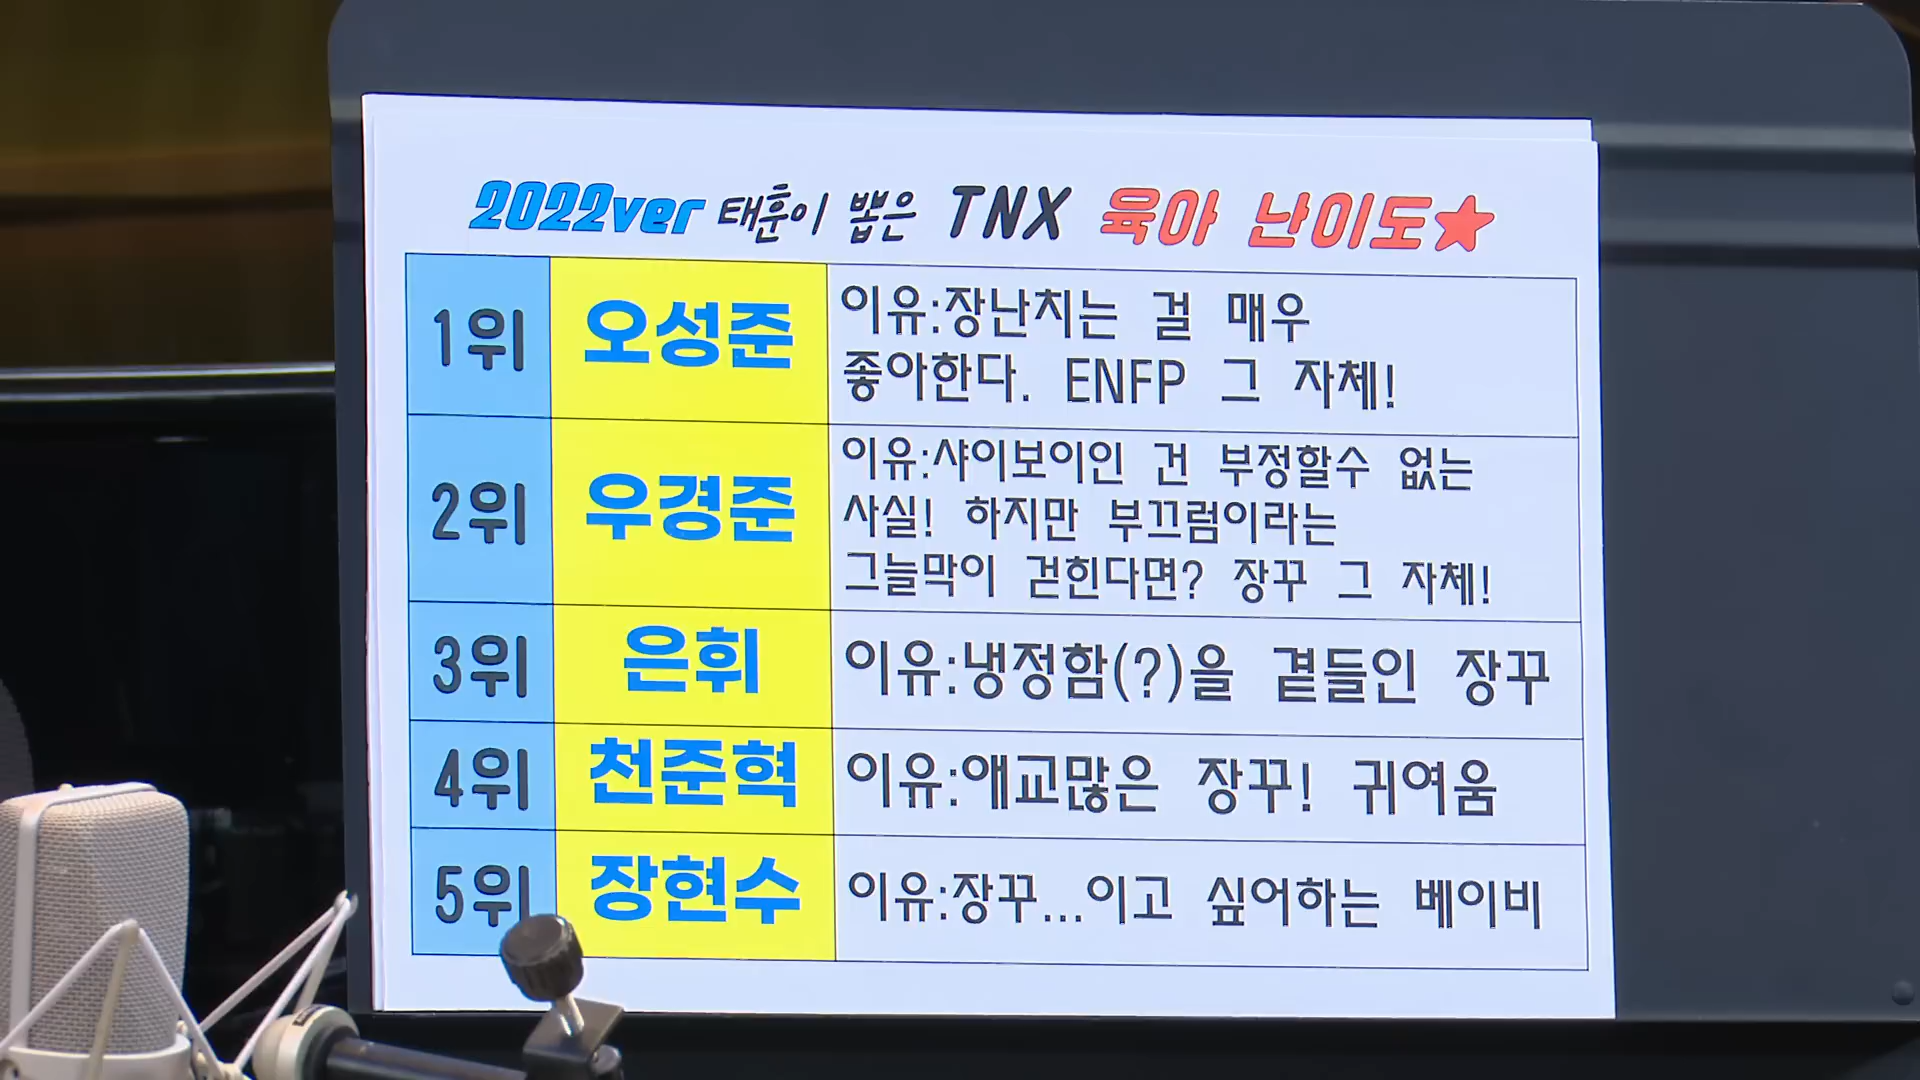 2022ver 태훈이 뽑은 TNX 육아 난이도★
1위
오성준
이유:장난치는 걸 매우
좋아한다. ENFP 그 자체!
2위
우경준
이유:샤이보이인 건 부정할수 없는
사실! 하지만 부끄럼이라는
그늘막이 걷힌다면? 장꾸 그 자체!
3위
은휘
이유:냉정함(?)을 곁들인 장꾸
4위
천준혁
이유:애교많은 장꾸! 귀여움
5위
장현수
이유:장꾸...이고 싶어하는 베이비